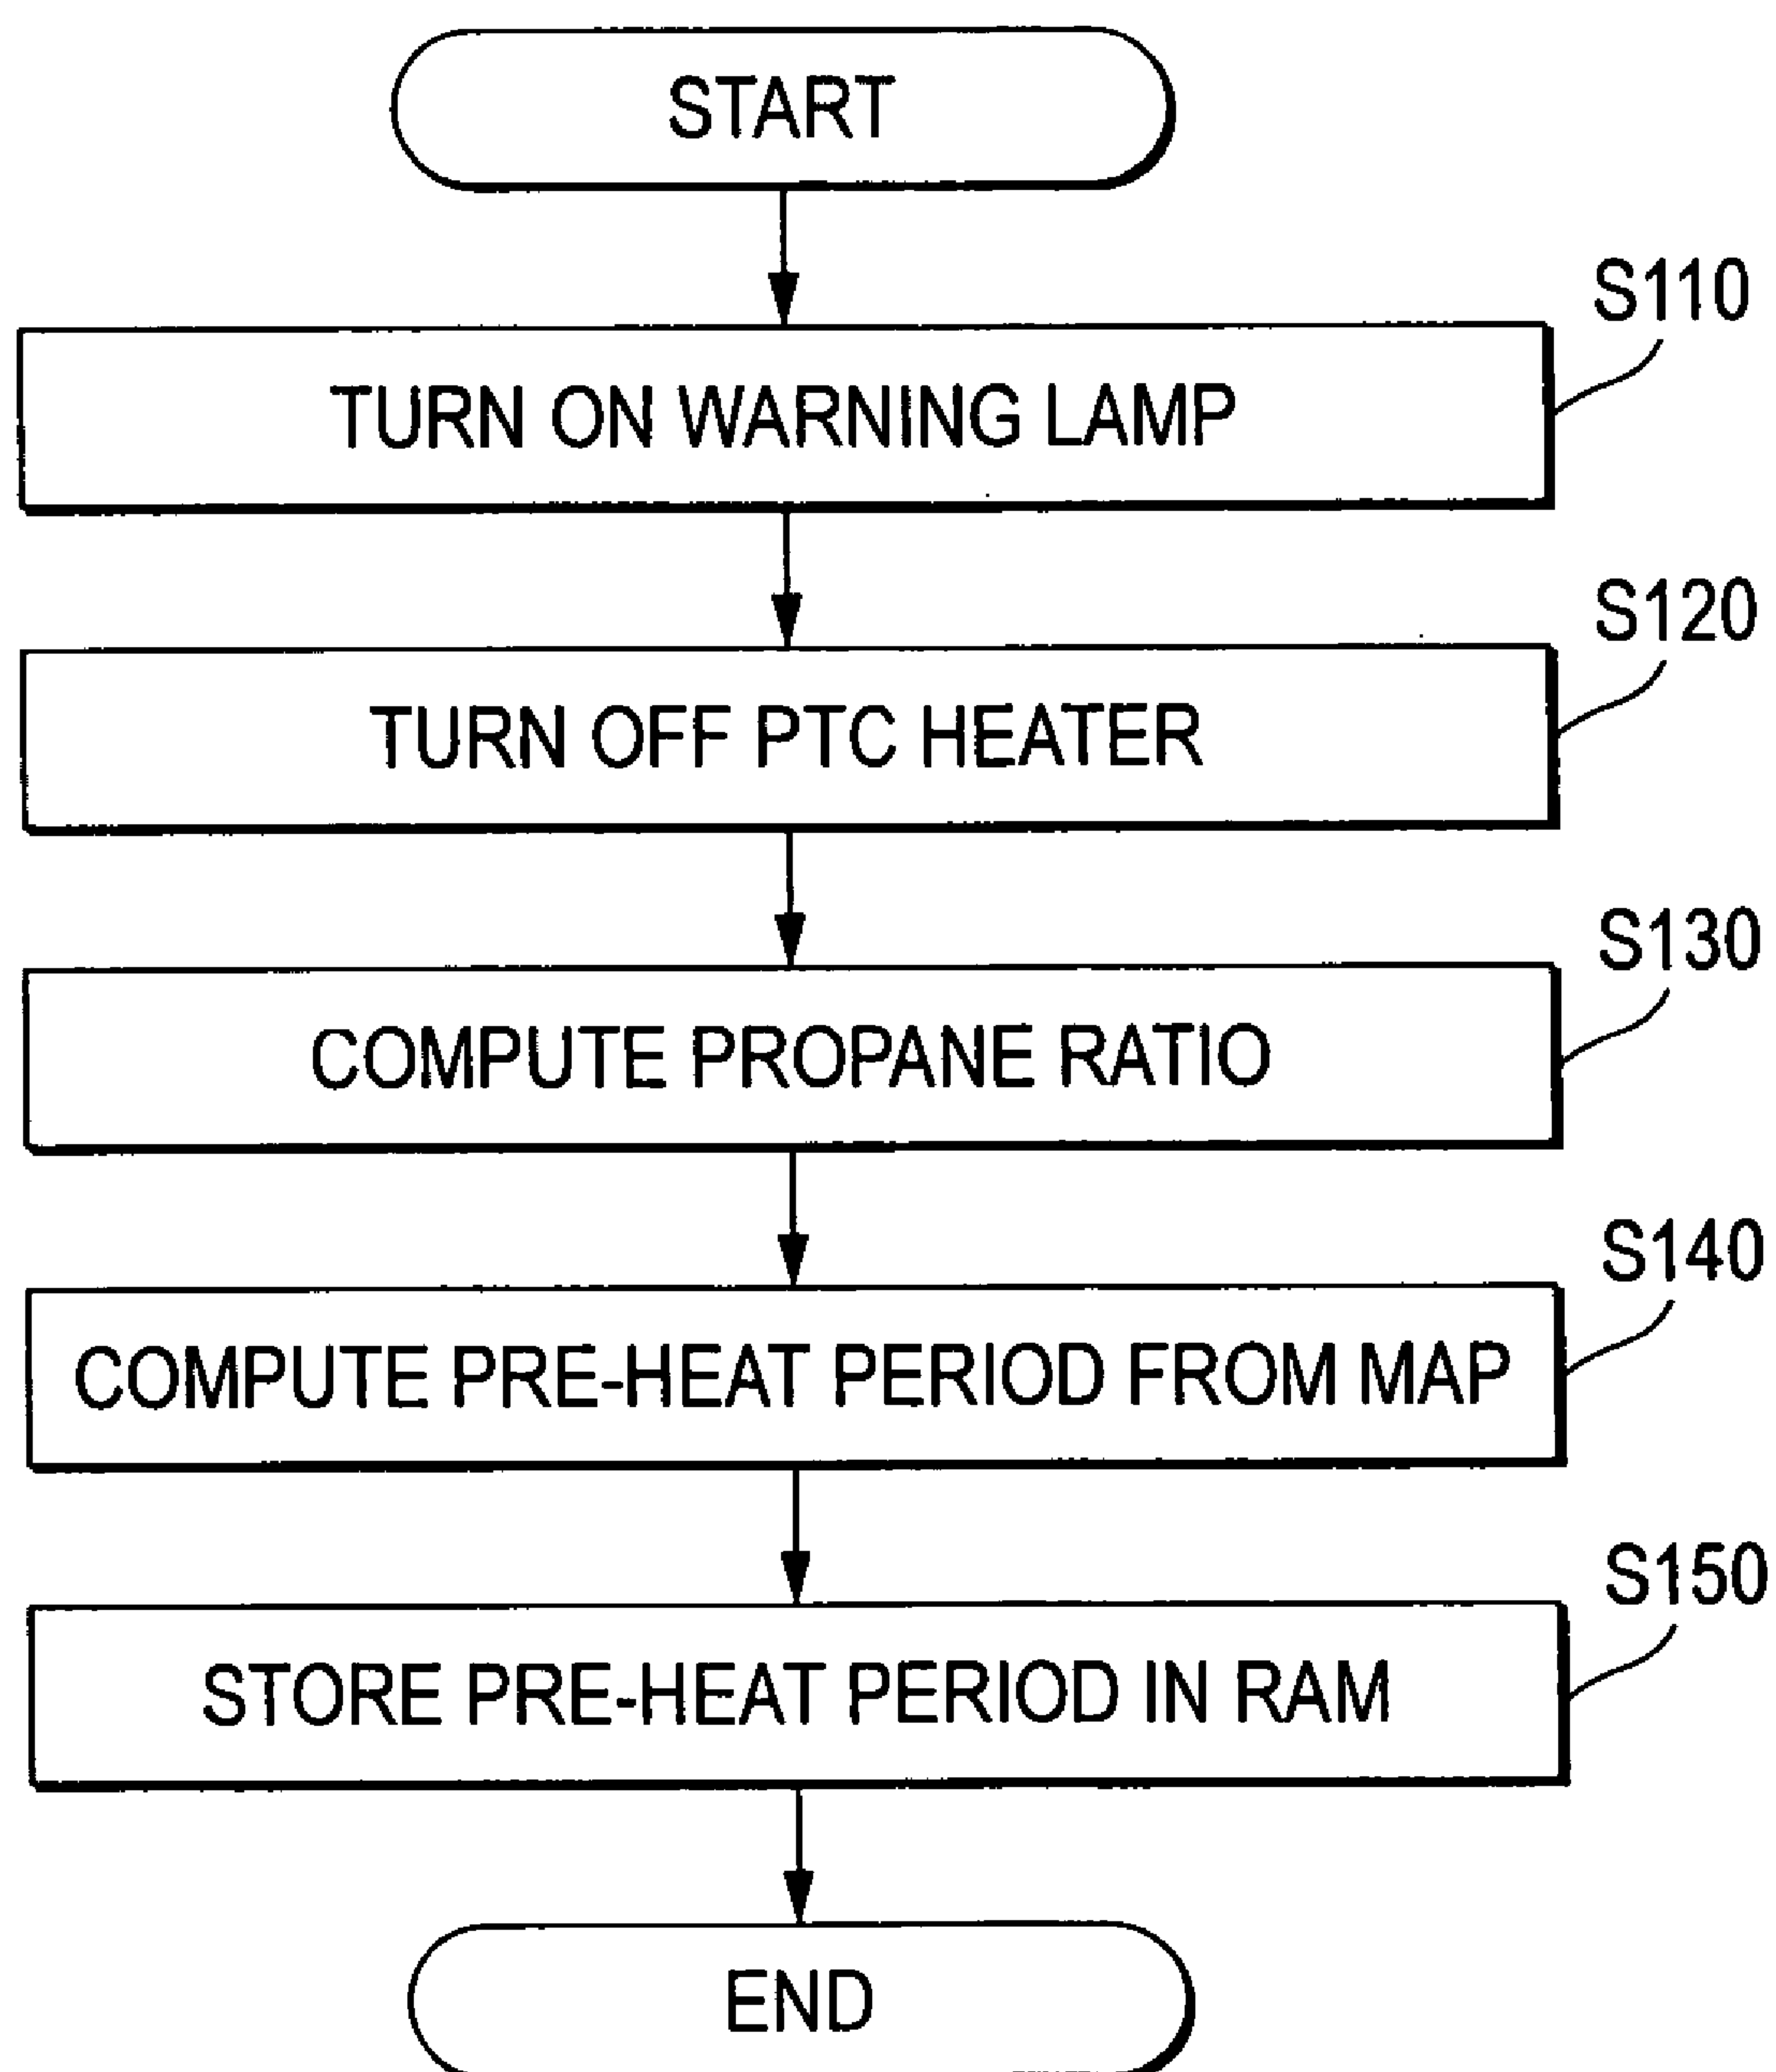 START
S110
TURN ON WARNING LAMP
S120
TURN OFF PTC HEATER
S130
COMPUTE PROPANE RATIO
S140
COMPUTE PRE-HEAT PERIOD FROM MAP
S150
STORE PRE-HEAT PERIOD IN RAM
END